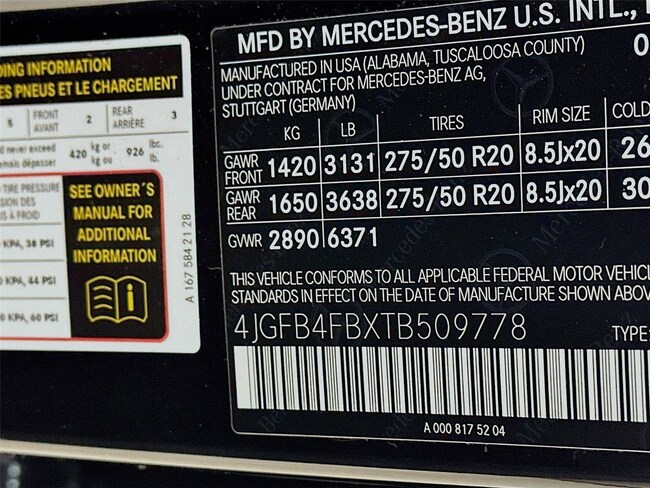 DING INFORMATION
ES PNEUS ET LE CHARGEMENT
5 FRONT AVANT 2 REAR ARRIÈRE 3
d never exceed
emais dépasser 420 kg or kg ou 926 lbs. lb.
TIRE PRESSURE
SION DES
S À FROID
KPA, 38 PSI
KPA, 44 PSI
0 KPA, 60 PSI
SEE OWNER´S
MANUAL FOR
ADDITIONAL
INFORMATION
A 167 584 21 28
MFD BY MERCEDES-BENZ U.S. INTL.,
MANUFACTURED IN USA (ALABAMA, TUSCALOOSA COUNTY) 0
UNDER CONTRACT FOR MERCEDES-BENZ AG,
STUTTGART (GERMANY)
KG LB TIRES RIM SIZE COLD
GAWR FRONT 1420 3131 275/50 R20 8.5Jx20 26
GAWR REAR 1650 3638 275/50 R20 8.5Jx20 30
GVWR 2890 6371
THIS VEHICLE CONFORMS TO ALL APPLICABLE FEDERAL MOTOR VEHICL
STANDARDS IN EFFECT ON THE DATE OF MANUFACTURE SHOWN ABOV
4JGFB4FBXTB509778 TYPE:
A 000 817 52 04